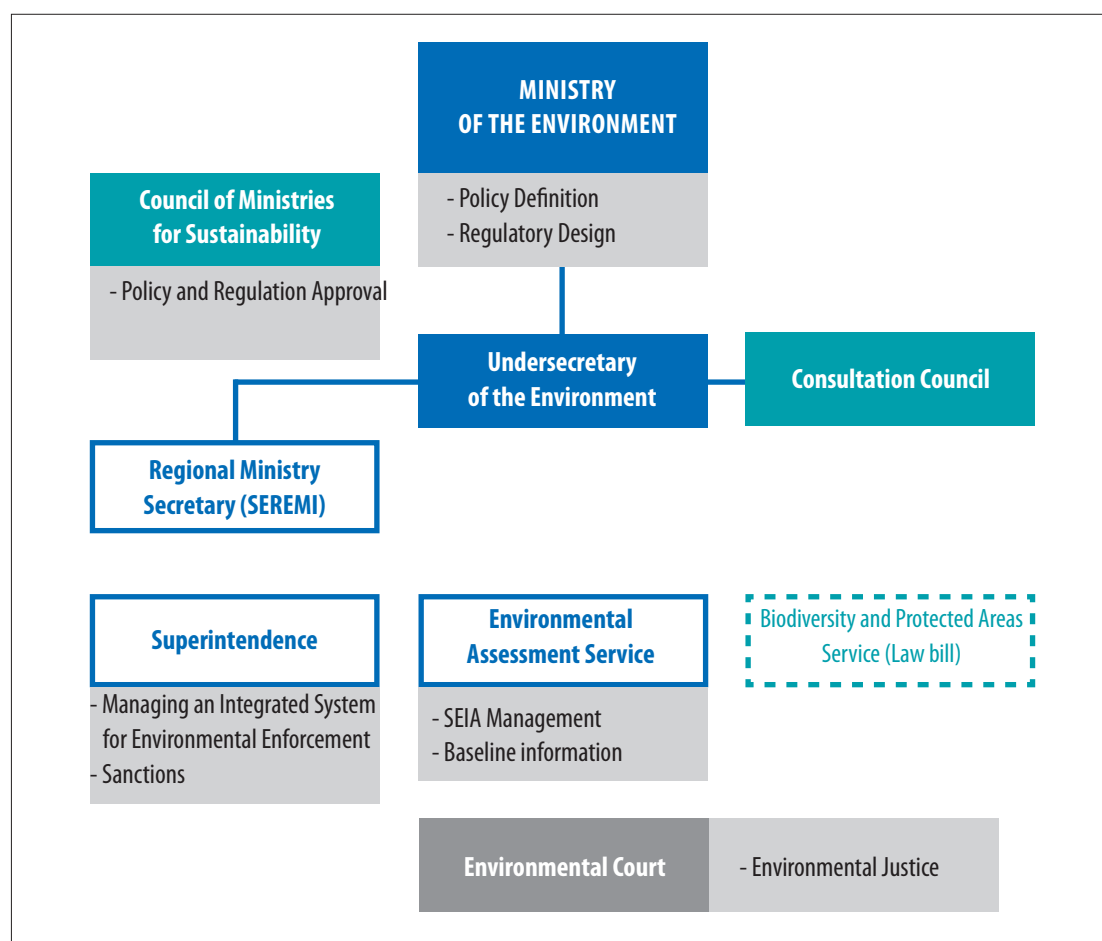 MINISTRY
OF THE ENVIRONMENT
- Policy Definition
- Regulatory Design
Council of Ministries
for Sustainability
- Policy and Regulation Approval
Undersecretary
of the Environment
Consultation Council
Regional Ministry
Secretary (SEREMI)
Superintendence
- Managing an Integrated System
for Environmental Enforcement
- Sanctions
Environmental
Assessment Service
- SEIA Management
- Baseline information
Biodiversity and Protected Areas
Service (Law bill)
Environmental Court
- Environmental Justice